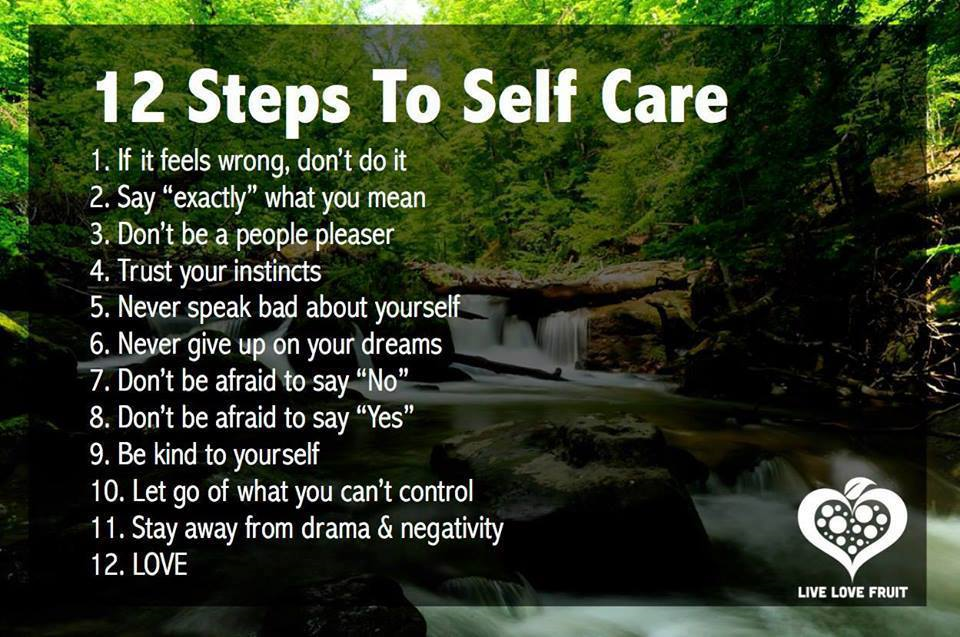 12 Steps To Self Care
1. If it feels wrong, don't do it
2. Say “exactly” what you mean
3. Don't be a people pleaser
4. Trust your instincts
5. Never speak bad about yourself
6. Never give up on your dreams
7. Don't be afraid to say “No”
8. Don't be afraid to say “Yes”
9. Be kind to yourself
10. Let go of what you can't control
11. Stay away from drama & negativity
12. LOVE
LIVE LOVE FRUIT